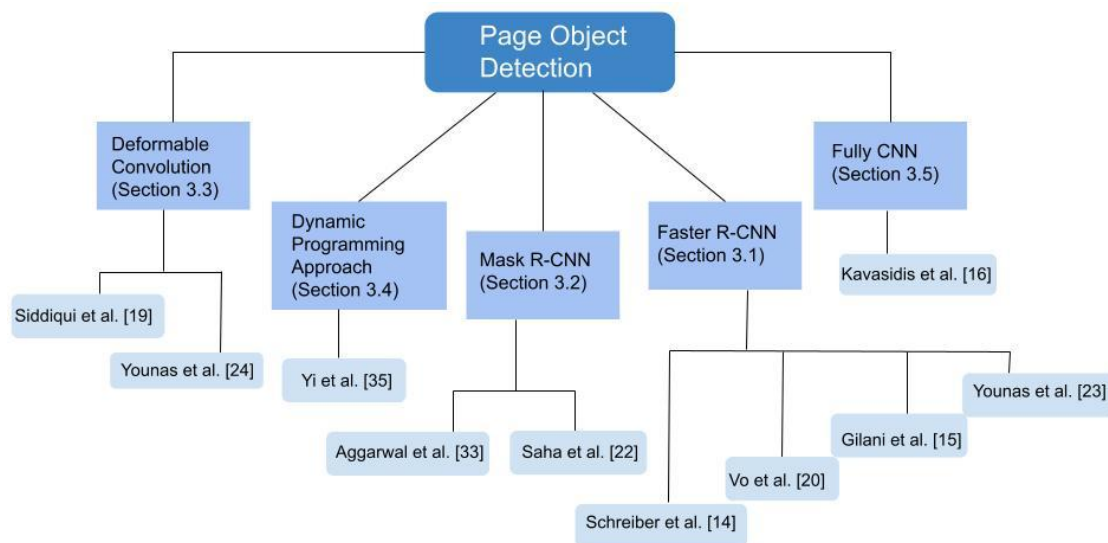 Page Object
Detection
Deformable
Convolution
(Section 3.3)
Siddiqui et al. [19]
Younas et al. [24]
Dynamic
Programming
Approach
(Section 3.4)
Yi et al. [35]
Mask R-CNN
(Section 3.2)
Aggarwal et al. [33]
Saha et al. [22]
Faster R-CNN
(Section 3.1)
Schreiber et al. [14]
Vo et al. [20]
Gilani et al. [15]
Younas et al. [23]
Fully CNN
(Section 3.5)
Kavasidis et al. [16]